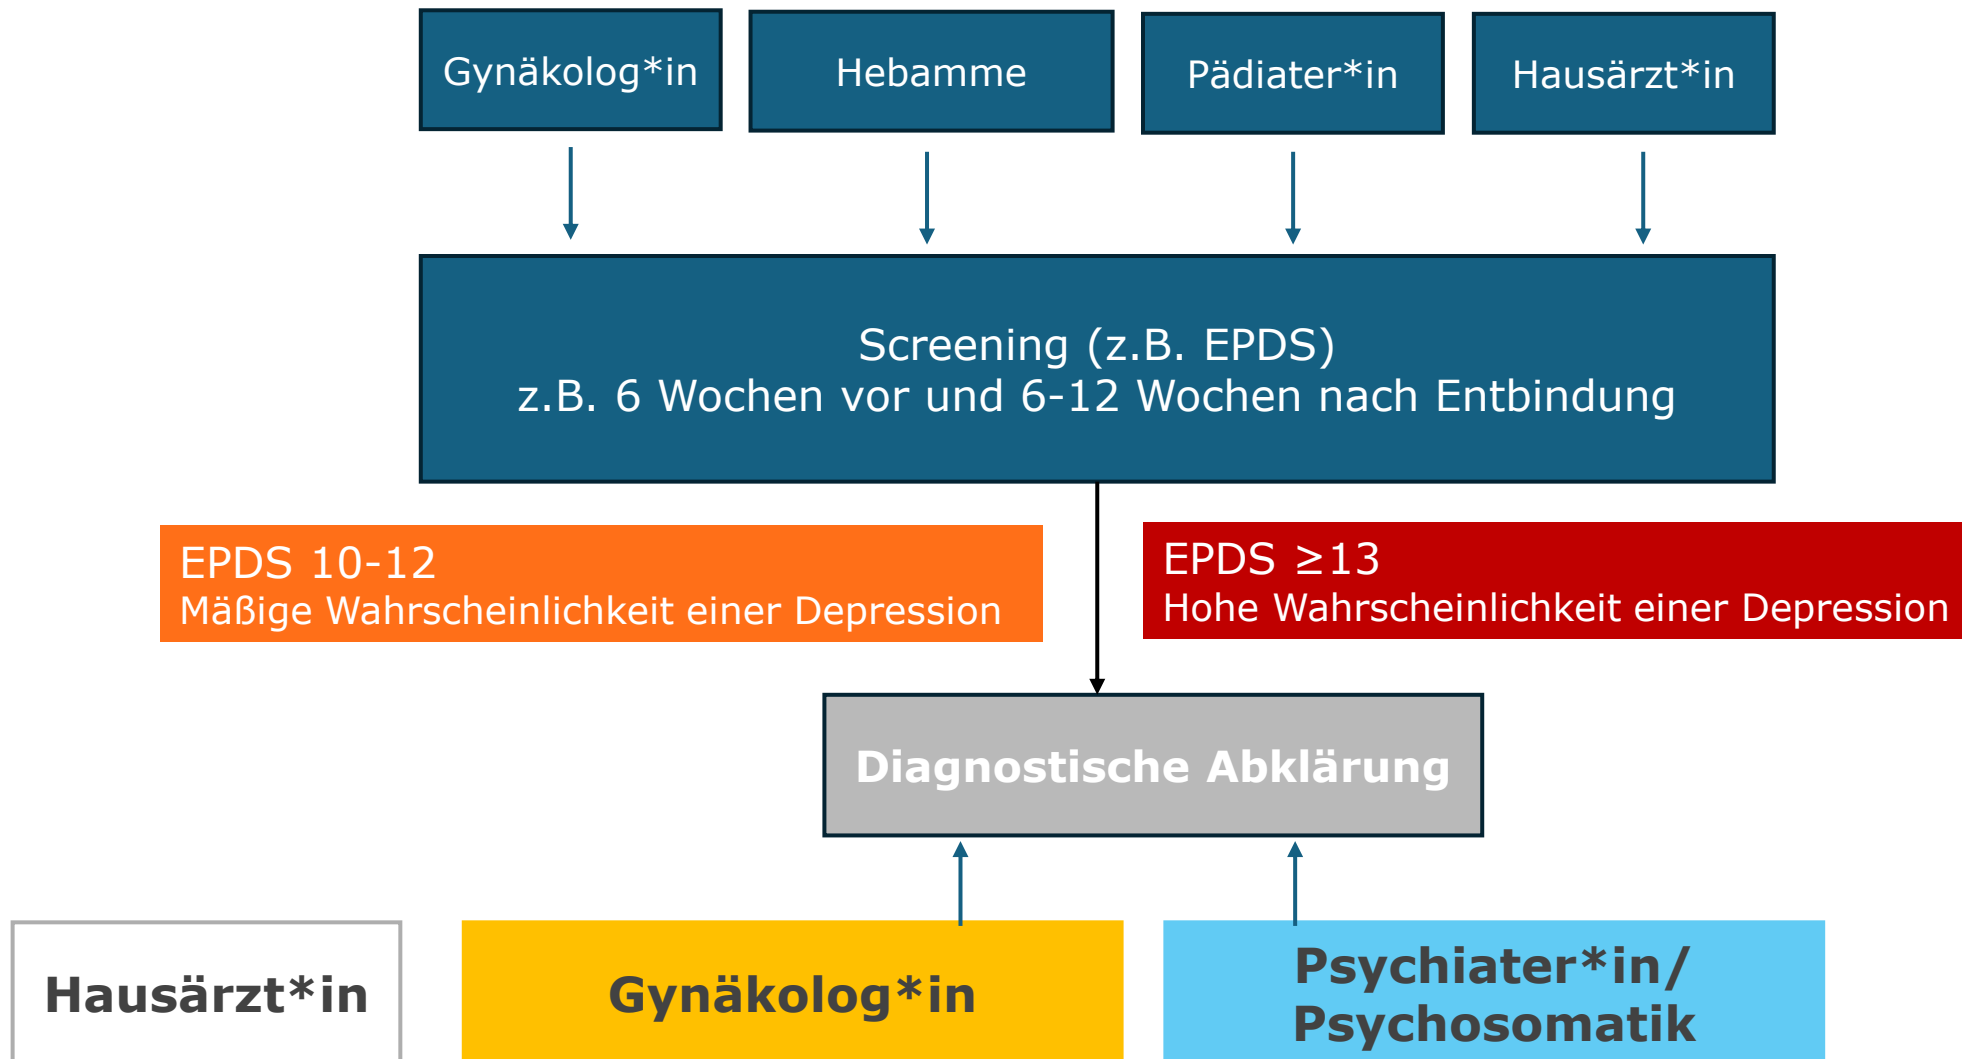 Gynäkolog*in
Hebamme
Pädiater*in
Hausärzt*in
Screening (z.B. EPDS)
z.B. 6 Wochen vor und 6-12 Wochen nach Entbindung
EPDS 10-12
Mäßige Wahrscheinlichkeit einer Depression
EPDS ≥13
Hohe Wahrscheinlichkeit einer Depression
Diagnostische Abklärung
Hausärzt*in
Gynäkolog*in
Psychiater*in/
Psychosomatik